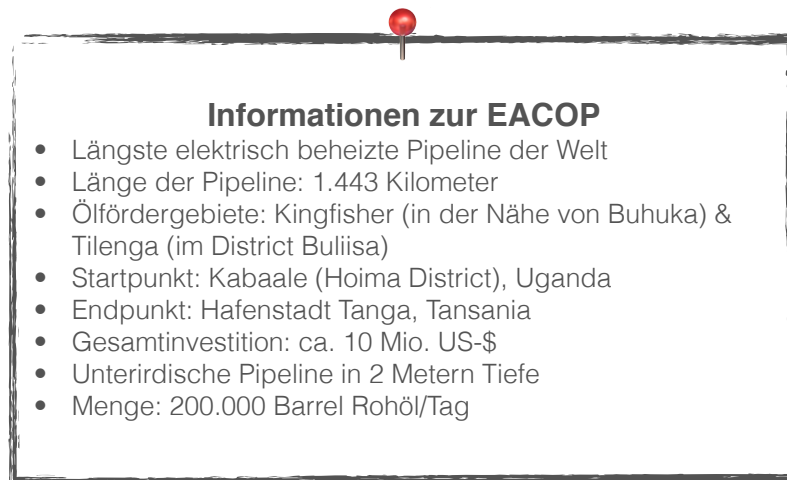 Informationen zur EACOP
• Längste elektrisch beheizte Pipeline der Welt
• Länge der Pipeline: 1.443 Kilometer
• Ölfördergebiete: Kingfisher (in der Nähe von Buhuka) &
Tilenga (im District Buliisa)
• Startpunkt: Kabaale (Hoima District), Uganda
• Endpunkt: Hafenstadt Tanga, Tansania
• Gesamtinvestition: ca. 10 Mio. US-$
• Unterirdische Pipeline in 2 Metern Tiefe
• Menge: 200.000 Barrel Rohöl/Tag